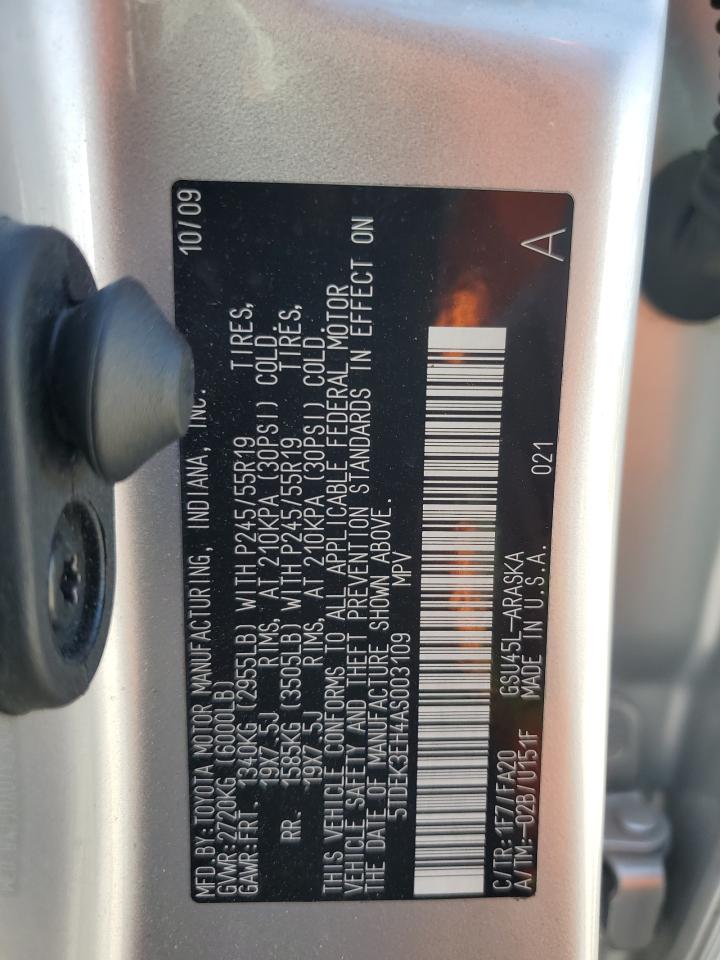 MFD.BY:TOYOTA MOTOR MANUFACTURING, INDIANA, INC. 10/09
GVWR:2720KG(6000LB)
GAWR:FRT. 1340KG (2955LB) WITH P245/55R19 TIRES,
19X7.5J RIMS, AT 210KPA (30PSI) COLD.
RR. 1585KG (3505LB) WITH P245/55R19 TIRES,
19X7.5J RIMS, AT 210KPA (30PSI) COLD.
THIS VEHICLE CONFORMS TO ALL APPLICABLE FEDERAL MOTOR
VEHICLE SAFETY AND THEFT PREVENTION STANDARDS IN EFFECT ON
THE DATE OF MANUFACTURE SHOWN ABOVE.
5TDEK3EH4AS003109 MPV
C/TR:1F7/FA20 GSU45L-ARASKA 021
A/TM:-02B/U151F MADE IN U.S.A. A